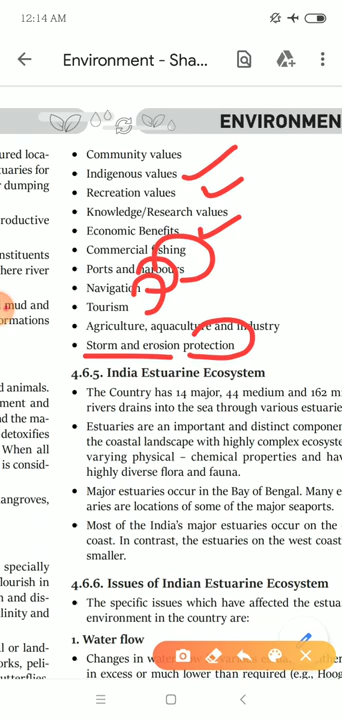 12:14 AM
Environment - Sha...
ENVIRONMEN
ured loca-
tuaries for
r dumping
roductive
nstituents
here river
mud and
ormations
d animals.
ment and
nd the ma-
detoxifies
When all
is consid-
langroves,
specially
lourish in
n and dis-
linity and
al or land-
orks, peli-
utterflies
• Community values
• Indigenous values
• Recreation values
• Knowledge/Research values
• Economic Benefits
• Commercial fishing
• Ports and harbours
• Navigation
• Tourism
• Agriculture, aquaculture and industry
• Storm and erosion protection
4.6.5. India Estuarine Ecosystem
• The Country has 14 major, 44 medium and 162 m
rivers drains into the sea through various estuarie
• Estuaries are an important and distinct componen
the coastal landscape with highly complex ecosyste
varying physical – chemical properties and hav
highly diverse flora and fauna.
• Major estuaries occur in the Bay of Bengal. Many e
aries are locations of some of the major seaports.
• Most of the India's major estuaries occur on the
coast. In contrast, the estuaries on the west coast
smaller.
4.6.6. Issues of Indian Estuarine Ecosystem
• The specific issues which have affected the estua
environment in the country are:
1. Water flow
• Changes in
in excess or much lower than required (e.g., Hoog